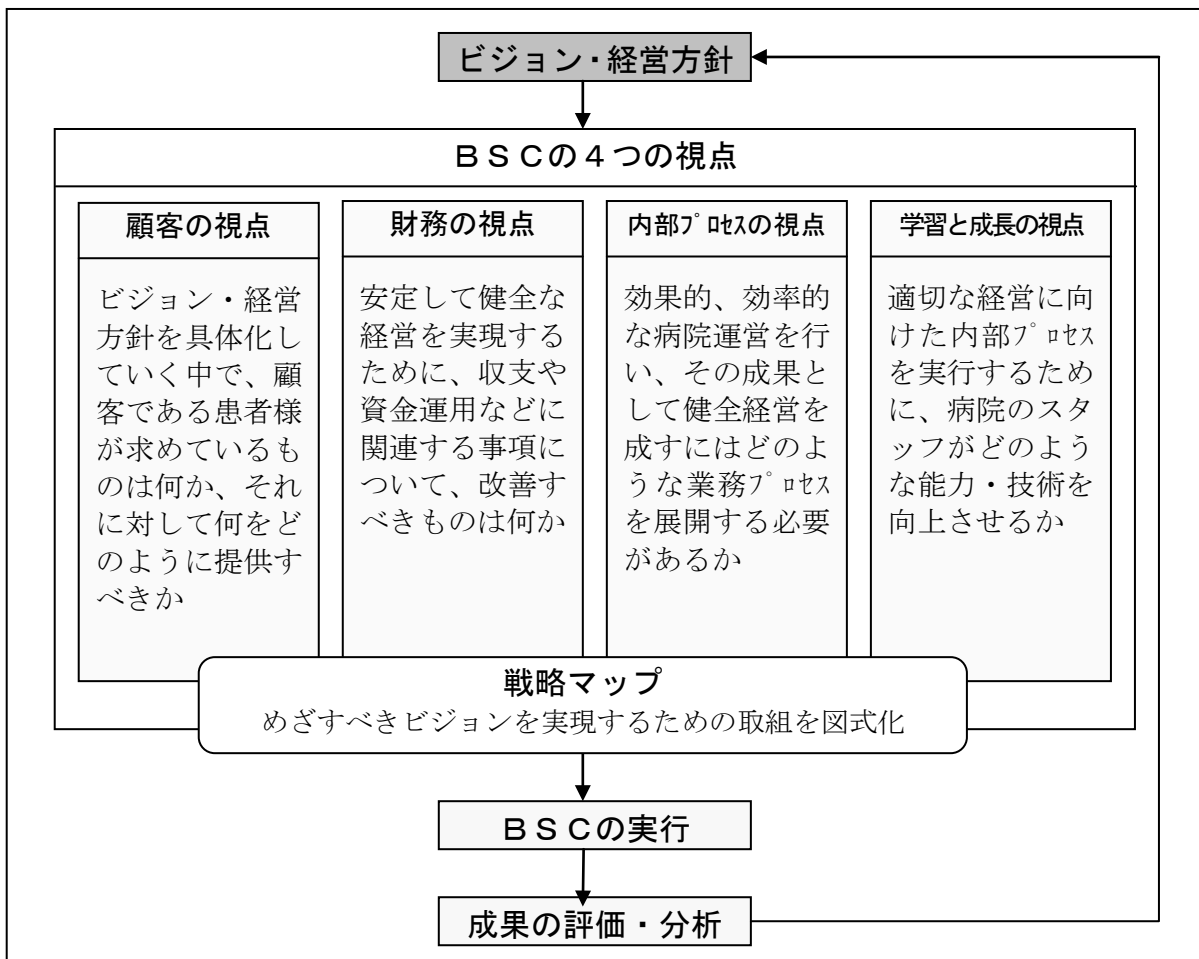 ビジョン・経営方針
ＢＳＣの４つの視点
顧客の視点
ビジョン・経営
方針を具体化し
ていく中で、顧
客である患者様
が求めているも
のは何か、それ
に対して何をど
のように提供す
べきか
財務の視点
安定して健全な
経営を実現する
ために、収支や
資金運用などに
関連する事項に
ついて、改善す
べきものは何か
内部ﾌﾟﾛｾｽの視点
効果的、効率的
な病院運営を行
い、その成果と
して健全経営を
成すにはどのよ
うな業務ﾌﾟﾛｾｽ
を展開する必要
があるか
学習と成長の視点
適切な経営に向
けた内部ﾌﾟﾛｾｽ
を実行するため
に、病院のスタ
ッフがどのよう
な能力・技術を
向上させるか
戦略マップ
めざすべきビジョンを実現するための取組を図式化
ＢＳＣの実行
成果の評価・分析